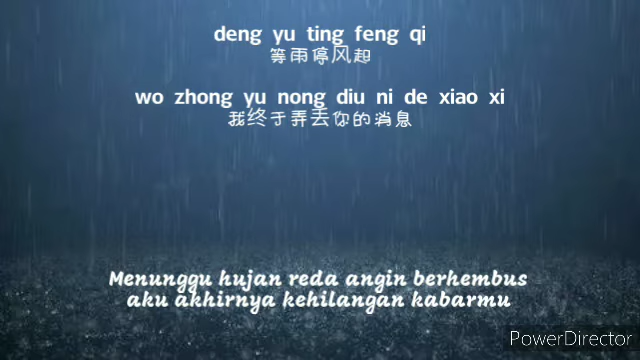 deng yu ting feng qi
等雨停风起
wo zhong yu nong diu ni de xiao xi
我终于弄丢你的消息
Menunggu hujan reda angin berhembus
aku akhirnya kehilangan kabarmu
PowerDirector